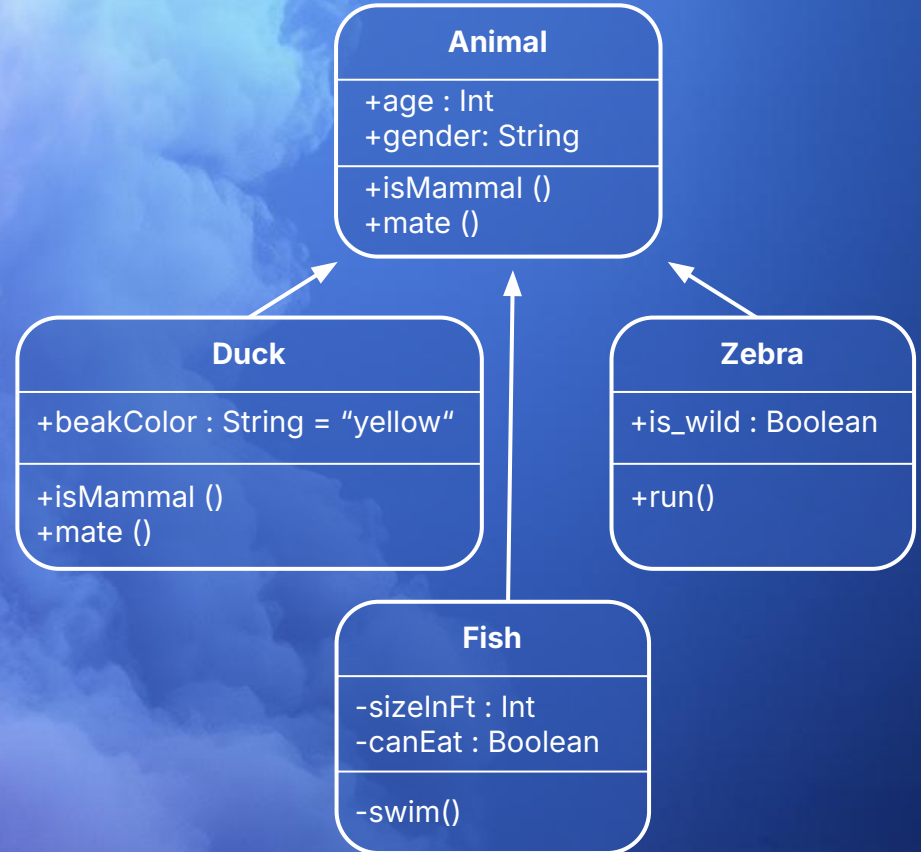 Animal
+age : Int
+gender: String
+isMammal ()
+mate ()
Duck
+beakColor : String = “yellow“
+isMammal ()
+mate ()
Zebra
+is_wild : Boolean
+run()
Fish
-sizeInFt : Int
-canEat : Boolean
-swim()